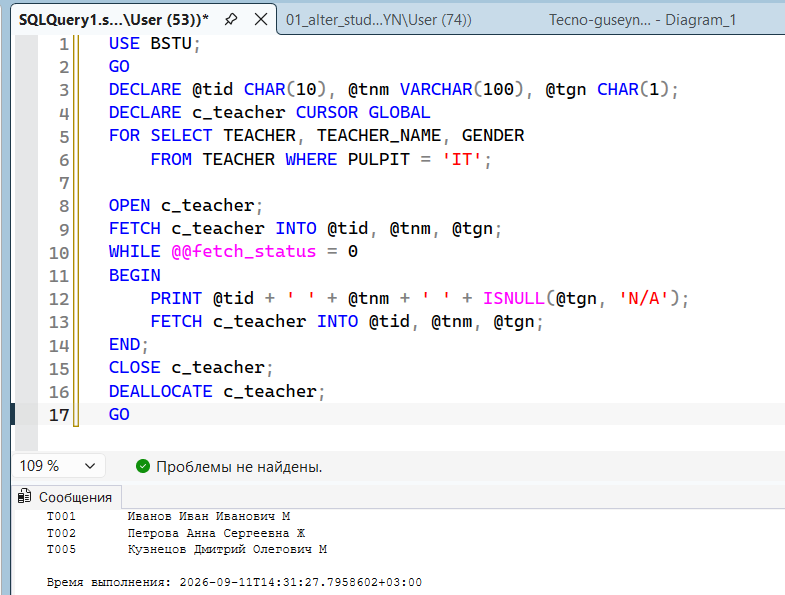 SQLQuery1.s...\User (53))* 01_alter_stud...YN\User (74)) Tecno-guseyn... - Diagram_1
1 USE BSTU;
2 GO
3 DECLARE @tid CHAR(10), @tnm VARCHAR(100), @tgn CHAR(1);
4 DECLARE c_teacher CURSOR GLOBAL
5 FOR SELECT TEACHER, TEACHER_NAME, GENDER
6 FROM TEACHER WHERE PULPIT = 'IT';
7
8 OPEN c_teacher;
9 FETCH c_teacher INTO @tid, @tnm, @tgn;
10 WHILE @@fetch_status = 0
11 BEGIN
12 PRINT @tid + ' ' + @tnm + ' ' + ISNULL(@tgn, 'N/A');
13 FETCH c_teacher INTO @tid, @tnm, @tgn;
14 END;
15 CLOSE c_teacher;
16 DEALLOCATE c_teacher;
17 GO
109 % Проблемы не найдены.
Сообщения
T001 Иванов Иван Иванович М
T002 Петрова Анна Сергеевна Ж
T005 Кузнецов Дмитрий Олегович М
Время выполнения: 2026-09-11T14:31:27.7958602+03:00